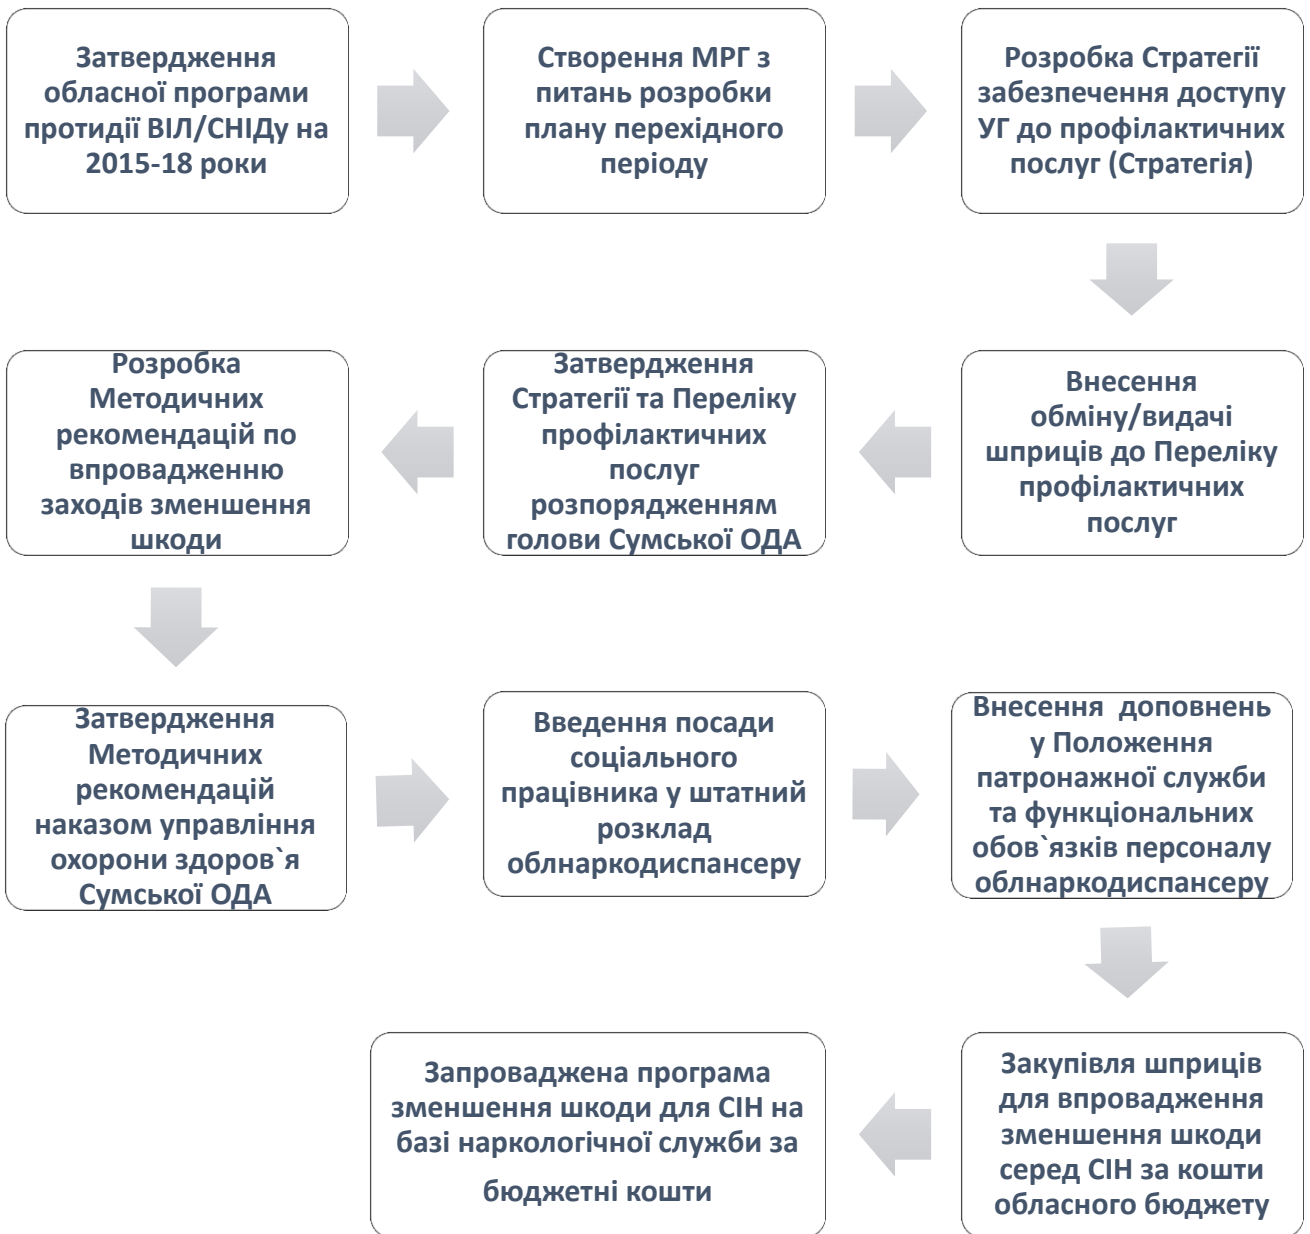 Затвердження
обласної програми
протидії ВІЛ/СНІДу на
2015-18 роки
Створення МРГ з
питань розробки
плану перехідного
періоду
Розробка Стратегії
забезпечення доступу
УГ до профілактичних
послуг (Стратегія)
Внесення
обміну/видачі
шприців до Переліку
профілактичних
послуг
Затвердження
Стратегії та Переліку
профілактичних
послуг
розпорядженням
голови Сумської ОДА
Розробка
Методичних
рекомендацій по
впровадженню
заходів зменшення
шкоди
Затвердження
Методичних
рекомендацій
наказом управління
охорони здоров`я
Сумської ОДА
Введення посади
соціального
працівника у штатний
розклад
облнаркодиспансеру
Внесення доповнень
у Положення
патронажної служби
та функціональних
обов`язків персоналу
облнаркодиспансеру
Закупівля шприців
для впровадження
зменшення шкоди
серед СІН за кошти
обласного бюджету
Запроваджена програма
зменшення шкоди для СІН на
базі наркологічної служби за
бюджетні кошти